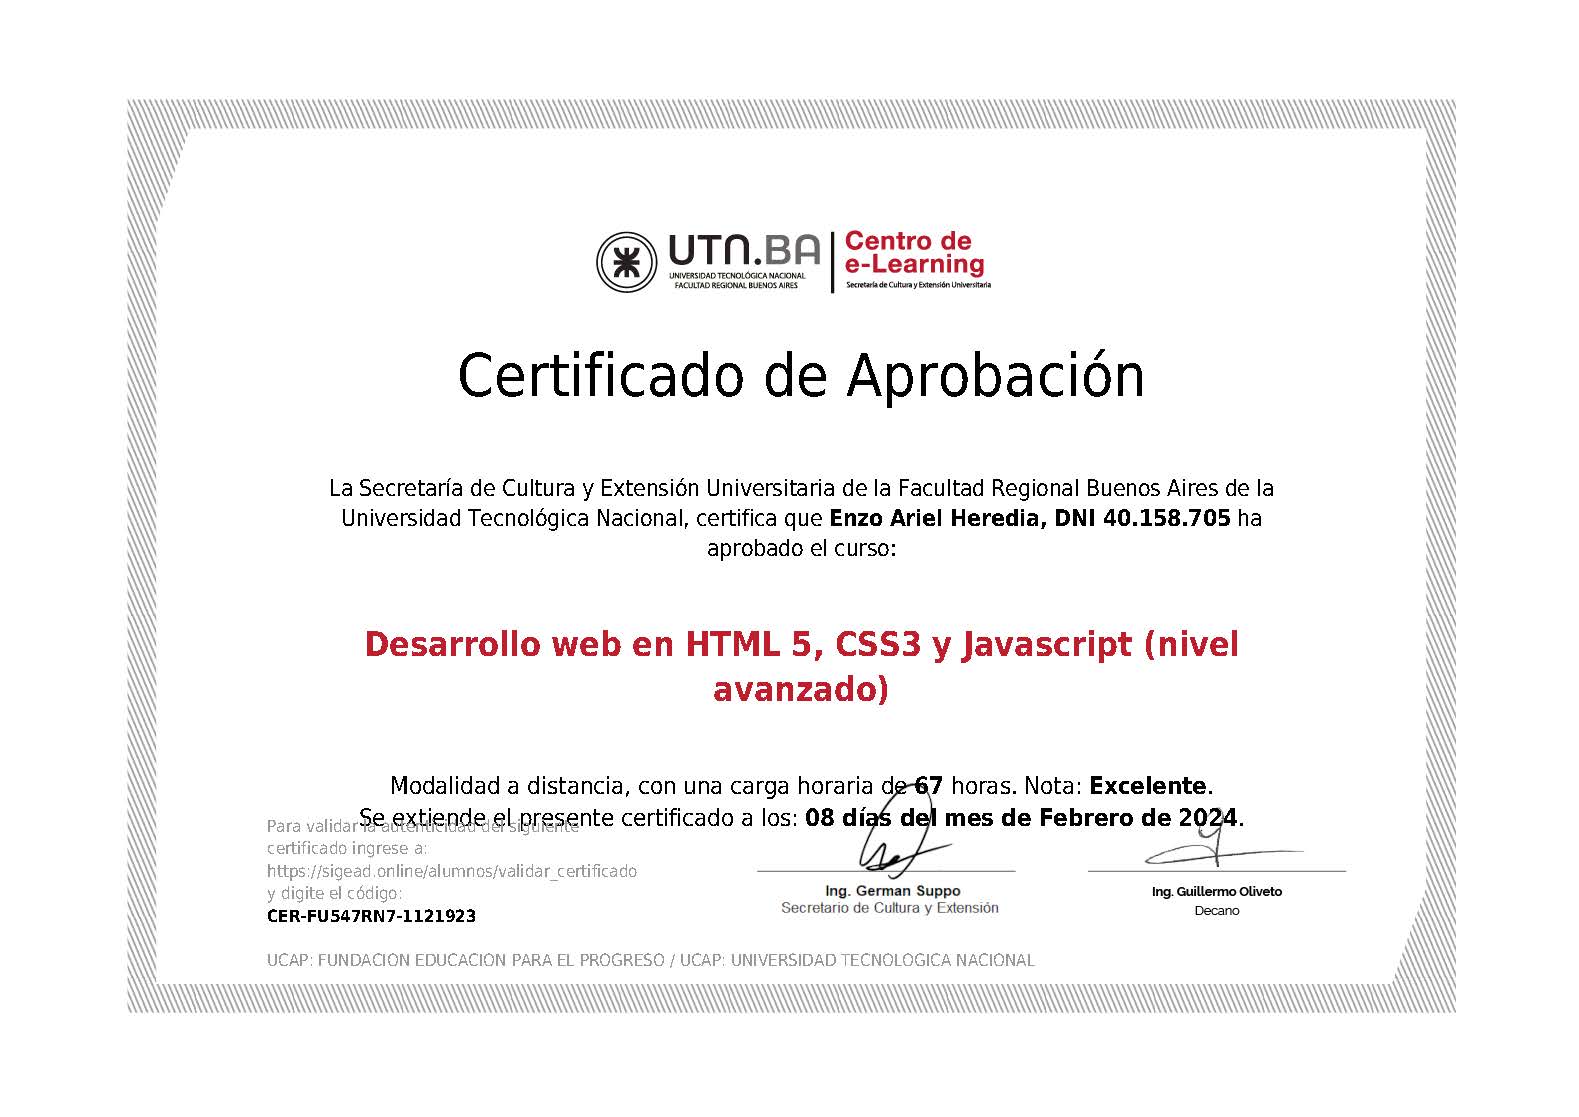 UTN.BA
UNIVERSIDAD TECNOLÓGICA NACIONAL
FACULTAD REGIONAL BUENOS AIRES
Centro de
e-Learning
Secretaría de Cultura y Extensión Universitaria
Certificado de Aprobación
La Secretaría de Cultura y Extensión Universitaria de la Facultad Regional Buenos Aires de la
Universidad Tecnológica Nacional, certifica que Enzo Ariel Heredia, DNI 40.158.705 ha
aprobado el curso:
Desarrollo web en HTML 5, CSS3 y Javascript (nivel
avanzado)
Modalidad a distancia, con una carga horaria de 67 horas. Nota: Excelente.
Se extiende el presente certificado a los: 08 días del mes de Febrero de 2024.
Para validar la autenticidad del siguiente
certificado ingrese a:
https://sigead.online/alumnos/validar_certificado
y digite el código:
CER-FU547RN7-1121923
Ing. German Suppo
Secretario de Cultura y Extensión
Ing. Guillermo Oliveto
Decano
UCAP: FUNDACION EDUCACION PARA EL PROGRESO / UCAP: UNIVERSIDAD TECNOLOGICA NACIONAL